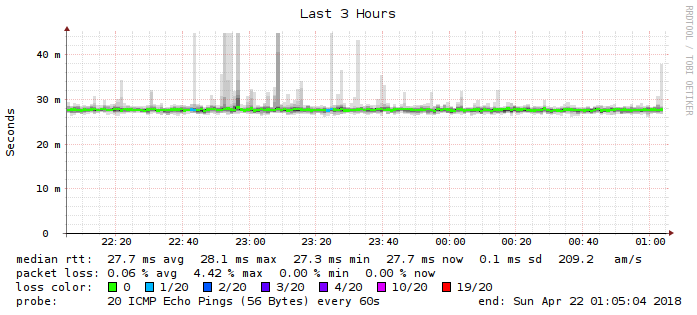 Last 3 Hours
RRDTOOL / TOBI OETIKER
Seconds
40 m
30 m
20 m
10 m
0
22:20 22:40 23:00 23:20 23:40 00:00 00:20 00:40 01:00
median rtt: 27.7 ms avg 28.1 ms max 27.3 ms min 27.7 ms now 0.1 ms sd 209.2 am/s
packet loss: 0.06 % avg 4.42 % max 0.00 % min 0.00 % now
loss color: 0 1/20 2/20 3/20 4/20 10/20 19/20
probe: 20 ICMP Echo Pings (56 Bytes) every 60s end: Sun Apr 22 01:05:04 2018